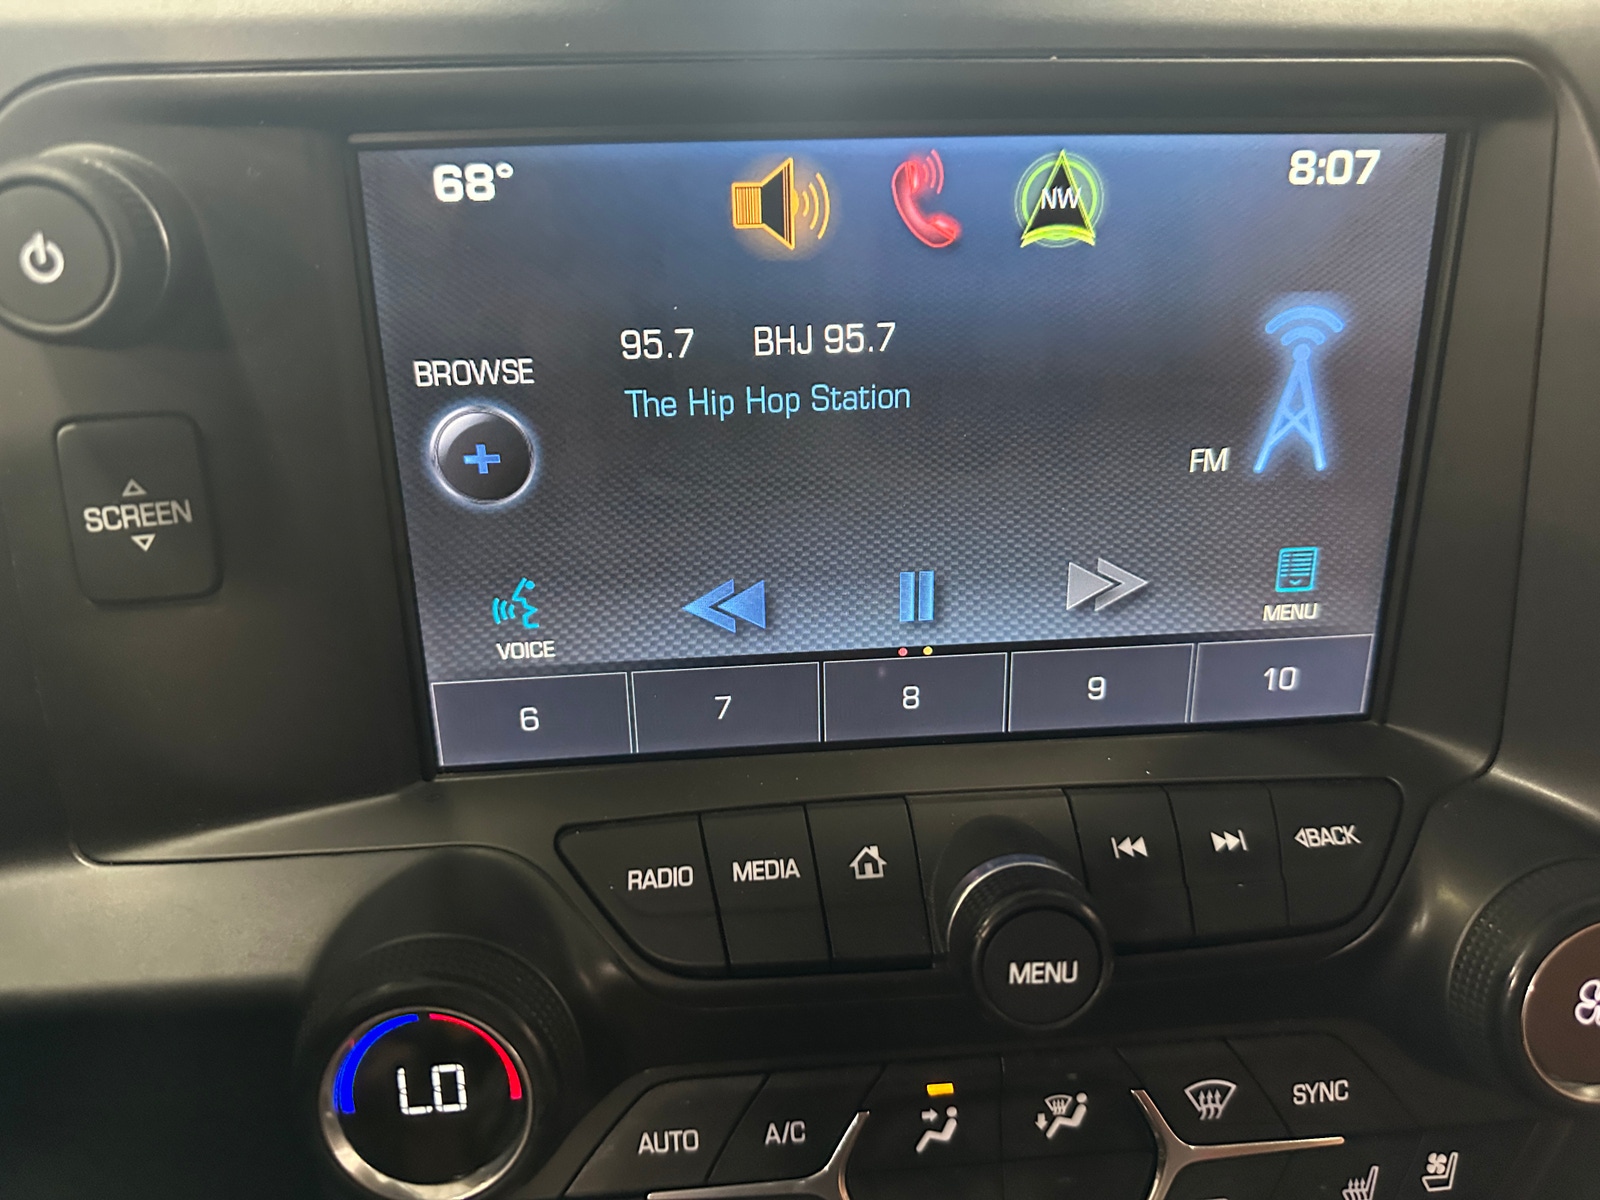 68°
NW
8:07
95.7 BHJ 95.7
BROWSE
The Hip Hop Station
FM
SCREEN
VOICE
MENU
6 7 8 9 10
RADIO MEDIA BACK
MENU
LO
AUTO A/C SYNC